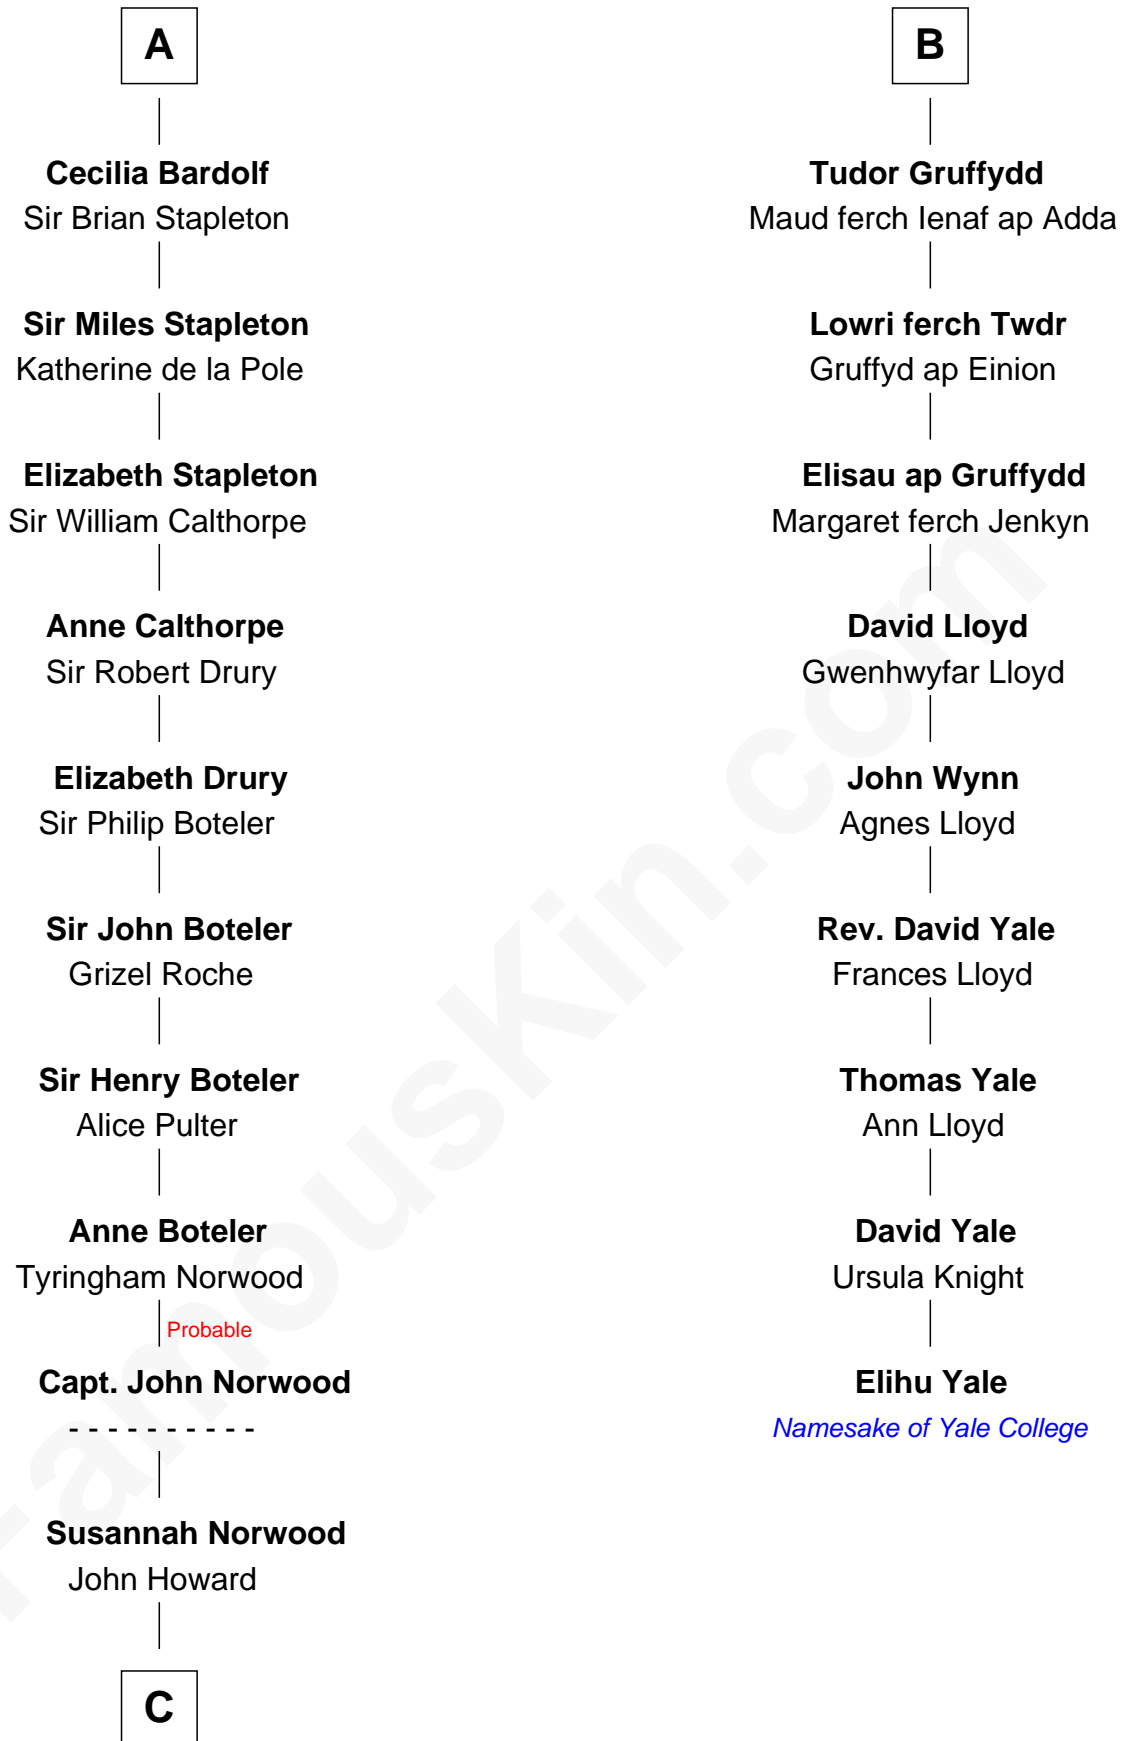 A
Cecilia Bardolf
Sir Brian Stapleton
Sir Miles Stapleton
Katherine de la Pole
Elizabeth Stapleton
Sir William Calthorpe
Anne Calthorpe
Sir Robert Drury
Elizabeth Drury
Sir Philip Boteler
Sir John Boteler
Grizel Roche
Sir Henry Boteler
Alice Pulter
Anne Boteler
Tyringham Norwood
Probable
Capt. John Norwood
- - - - - - - - - -
Susannah Norwood
John Howard
C
B
Tudor Gruffydd
Maud ferch Ienaf ap Adda
Lowri ferch Twdr
Gruffyd ap Einion
Elisau ap Gruffydd
Margaret ferch Jenkyn
David Lloyd
Gwenhwyfar Lloyd
John Wynn
Agnes Lloyd
Rev. David Yale
Frances Lloyd
Thomas Yale
Ann Lloyd
David Yale
Ursula Knight
Elihu Yale
Namesake of Yale College
FamousKin.com